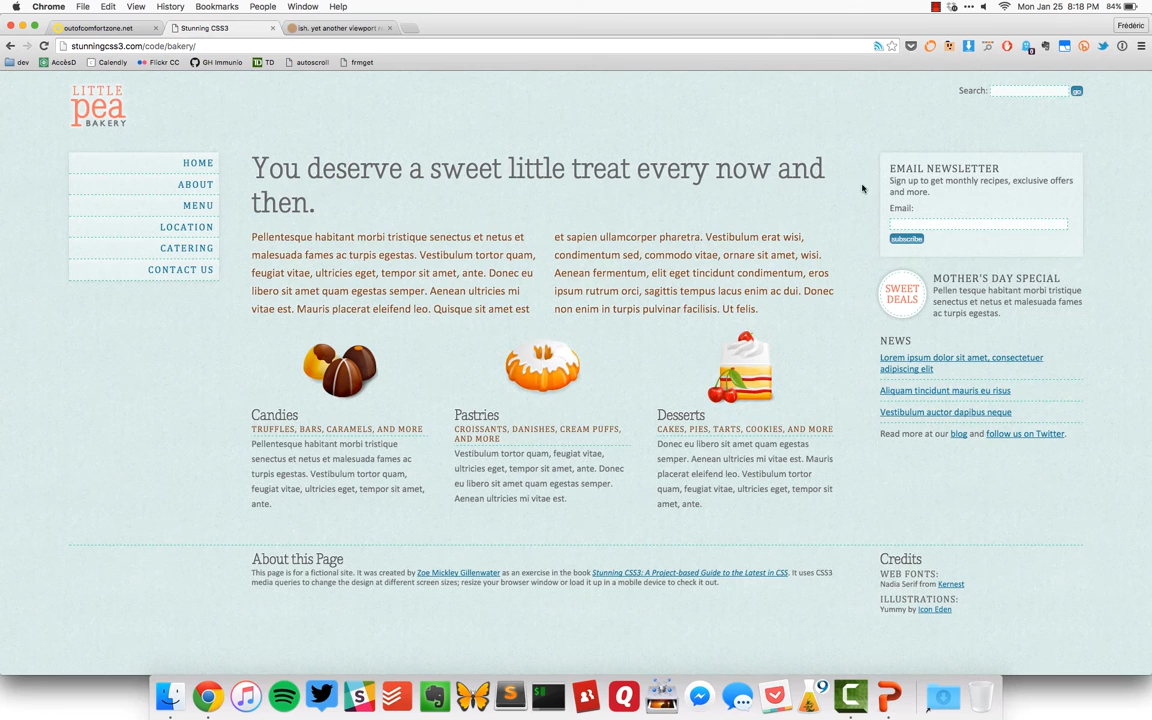 Chrome File Edit View History Bookmarks People Window Help
Mon Jan 25 8:18 PM 84%
outofcomfortzone.net
Stunning CSS3
ish. yet another viewport r
Frédéric
stunningcss3.com/code/bakery/
dev AccèsD Calendly Flickr CC GH Immunio TD autoscroll frmget
LITTLE
pea
BAKERY
Search: go
HOME
ABOUT
MENU
LOCATION
CATERING
CONTACT US
You deserve a sweet little treat every now and
then.
Pellentesque habitant morbi tristique senectus et netus et
malesuada fames ac turpis egestas. Vestibulum tortor quam,
feugiat vitae, ultricies eget, tempor sit amet, ante. Donec eu
libero sit amet quam egestas semper. Aenean ultricies mi
vitae est. Mauris placerat eleifend leo. Quisque sit amet est
et sapien ullamcorper pharetra. Vestibulum erat wisi,
condimentum sed, commodo vitae, ornare sit amet, wisi.
Aenean fermentum, elit eget tincidunt condimentum, eros
ipsum rutrum orci, sagittis tempus lacus enim ac dui. Donec
non enim in turpis pulvinar facilisis. Ut felis.
Candies
TRUFFLES, BARS, CARAMELS, AND MORE
Pellentesque habitant morbi tristique
senectus et netus et malesuada fames ac
turpis egestas. Vestibulum tortor quam,
feugiat vitae, ultricies eget, tempor sit amet,
ante.
Pastries
CROISSANTS, DANISHES, CREAM PUFFS,
AND MORE
Vestibulum tortor quam, feugiat vitae,
ultricies eget, tempor sit amet, ante. Donec
eu libero sit amet quam egestas semper.
Aenean ultricies mi vitae est.
Desserts
CAKES, PIES, TARTS, COOKIES, AND MORE
Donec eu libero sit amet quam egestas
semper. Aenean ultricies mi vitae est. Mauris
placerat eleifend leo. Vestibulum tortor
quam, feugiat vitae, ultricies eget, tempor sit
amet, ante.
EMAIL NEWSLETTER
Sign up to get monthly recipes, exclusive offers
and more.
Email:
subscribe
SWEET
DEALS
MOTHER'S DAY SPECIAL
Pellen tesque habitant morbi tristique
senectus et netus et malesuada fames
ac turpis egestas.
NEWS
Lorem ipsum dolor sit amet, consectetuer
adipiscing elit
Aliquam tincidunt mauris eu risus
Vestibulum auctor dapibus neque
Read more at our blog and follow us on Twitter.
About this Page
This page is for a fictional site. It was created by Zoe Mickley Gillenwater as an exercise in the book Stunning CSS3: A Project-based Guide to the Latest in CSS. It uses CSS3
media queries to change the design at different screen sizes; resize your browser window or load it up in a mobile device to check it out.
Credits
WEB FONTS:
Nadia Serif from Kernest
ILLUSTRATIONS:
Yummy by Icon Eden